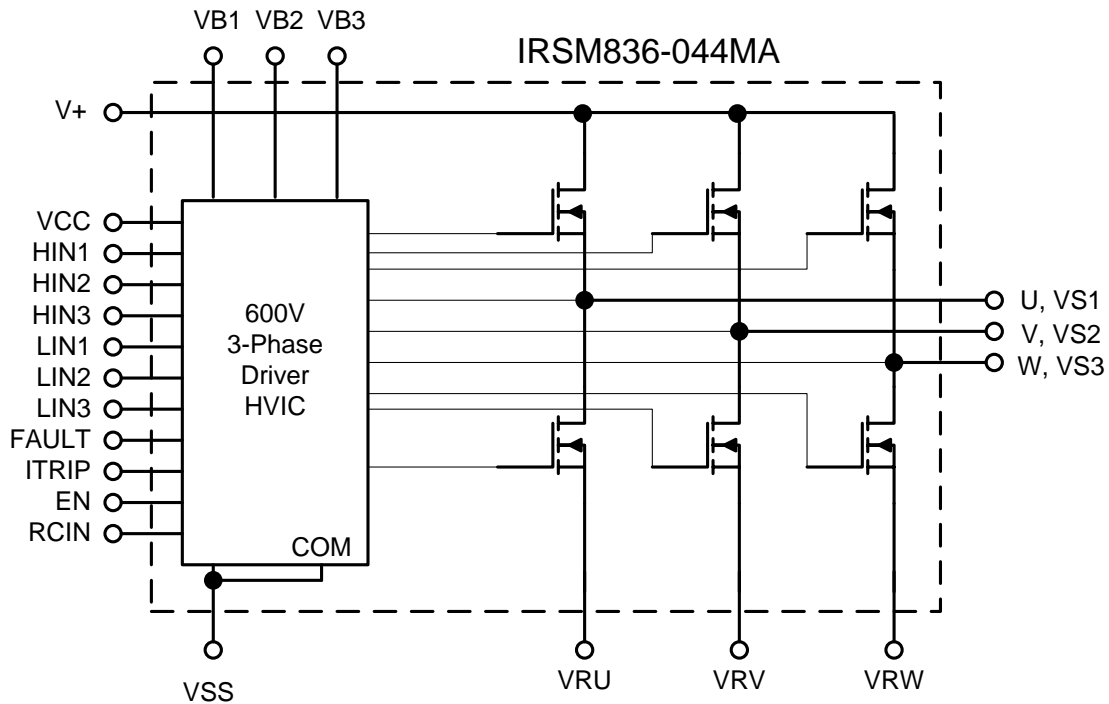 VB1 VB2 VB3
IRSM836-044MA
V+
VCC
HIN1
HIN2
HIN3
LIN1
LIN2
LIN3
FAULT
ITRIP
EN
RCIN
600V
3-Phase
Driver
HVIC
COM
U, VS1
V, VS2
W, VS3
VSS
VRU
VRV
VRW